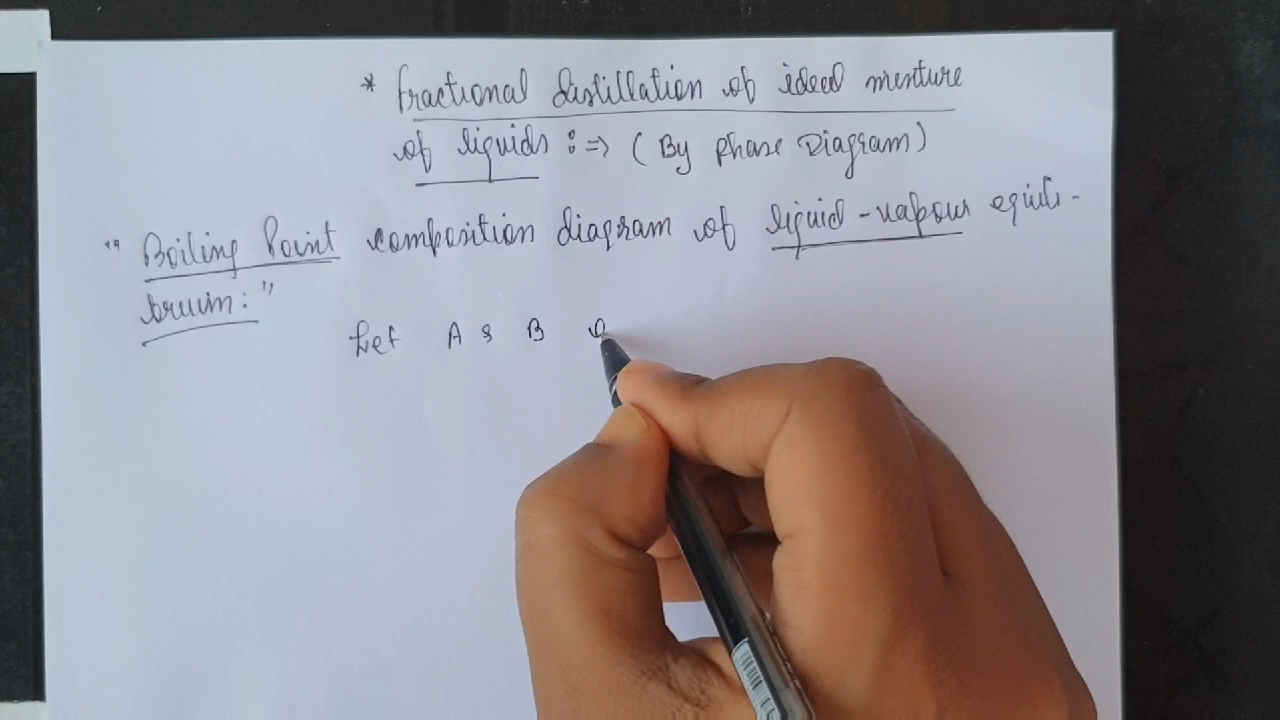 * fractional distillation of ideal mixture
of liquids :=> ( By Phase Diagram )
" Boiling Point composition diagram of liquid-vapour equili-
brium: "
Let A & B